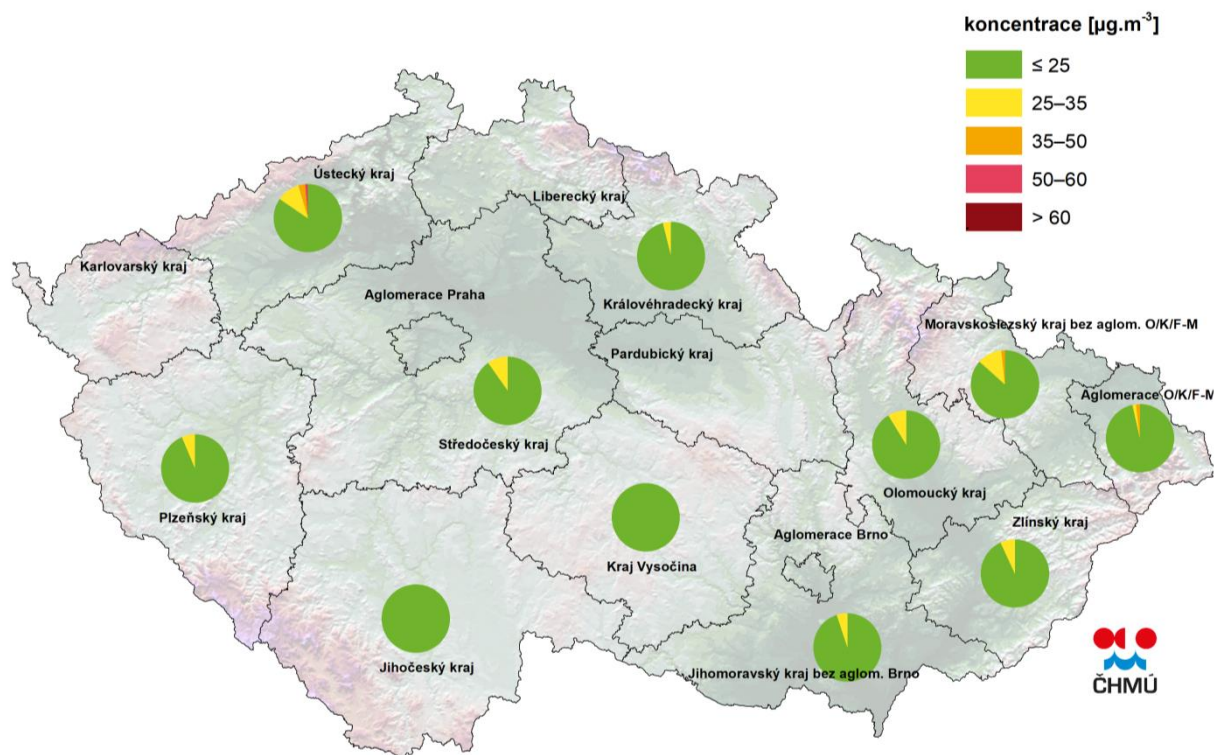 koncentrace [µg.m⁻³]
≤ 25
25–35
35–50
50–60
> 60
Ústecký kraj
Liberecký kraj
Karlovarský kraj
Aglomerace Praha
Královéhradecký kraj
Moravskoslezský kraj bez aglom. O/K/F-M
Pardubický kraj
Aglomerace O/K/F-M
Středočeský kraj
Olomoucký kraj
Plzeňský kraj
Zlínský kraj
Aglomerace Brno
Kraj Vysočina
Jihočeský kraj
Jihomoravský kraj bez aglom. Brno
ČHMÚ